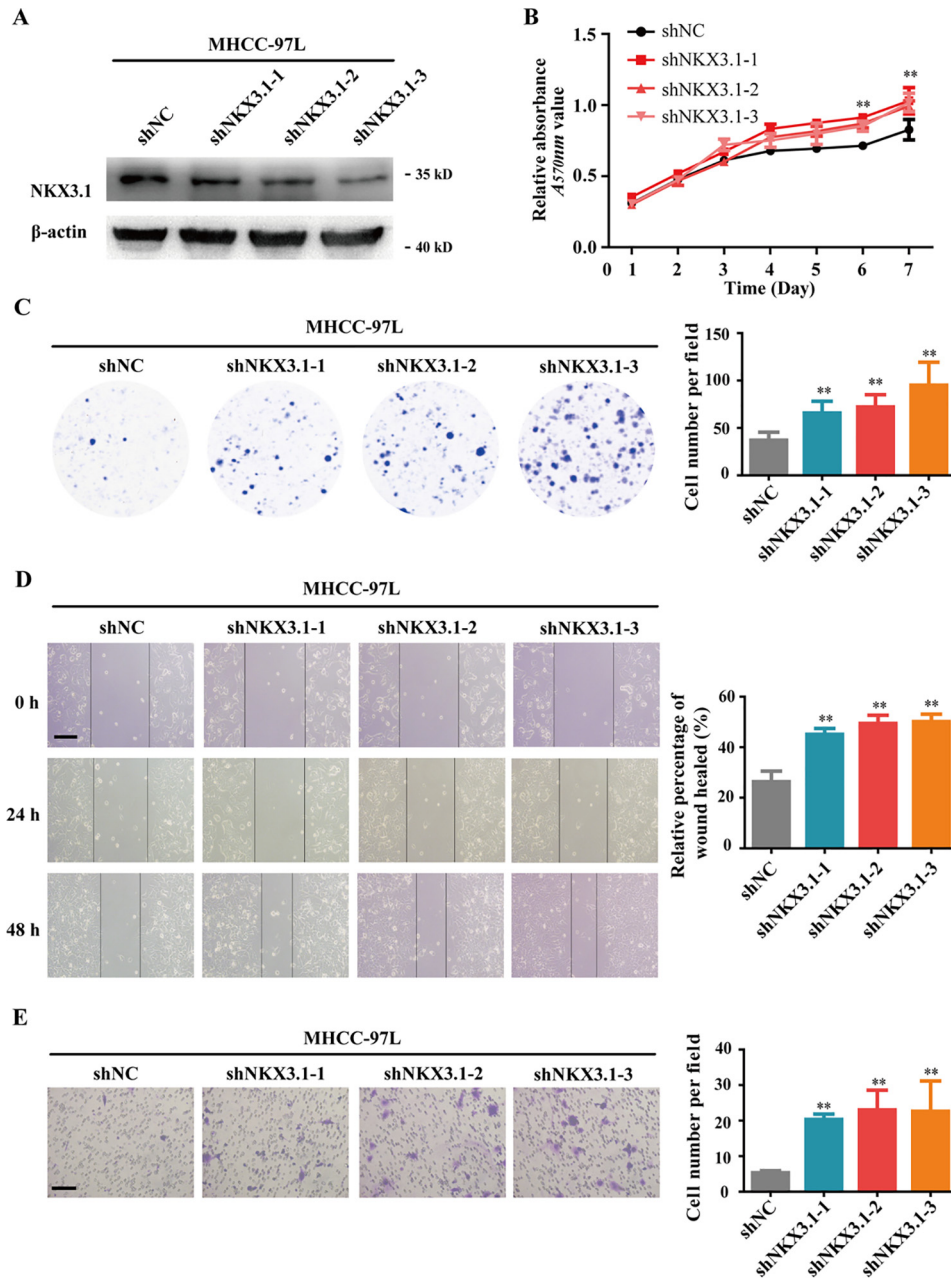 A
MHCC-97L
shNC
shNKX3.1-1
shNKX3.1-2
shNKX3.1-3
NKX3.1
- 35 kD
β-actin
- 40 kD
B
shNC
shNKX3.1-1
shNKX3.1-2
shNKX3.1-3
**
**
Relative absorbance
A570nm value
1.5
1.0
0.5
0.0
0 1 2 3 4 5 6 7
Time (Day)
C
MHCC-97L
shNC shNKX3.1-1 shNKX3.1-2 shNKX3.1-3
Cell number per field
150
100
50
0
** ** **
shNC
shNKX3.1-1
shNKX3.1-2
shNKX3.1-3
D
MHCC-97L
shNC shNKX3.1-1 shNKX3.1-2 shNKX3.1-3
0 h
24 h
48 h
Relative percentage of
wound healed (%)
60
40
20
0
** ** **
shNC
shNKX3.1-1
shNKX3.1-2
shNKX3.1-3
E
MHCC-97L
shNC shNKX3.1-1 shNKX3.1-2 shNKX3.1-3
Cell number per field
40
30
20
10
0
** ** **
shNC
shNKX3.1-1
shNKX3.1-2
shNKX3.1-3